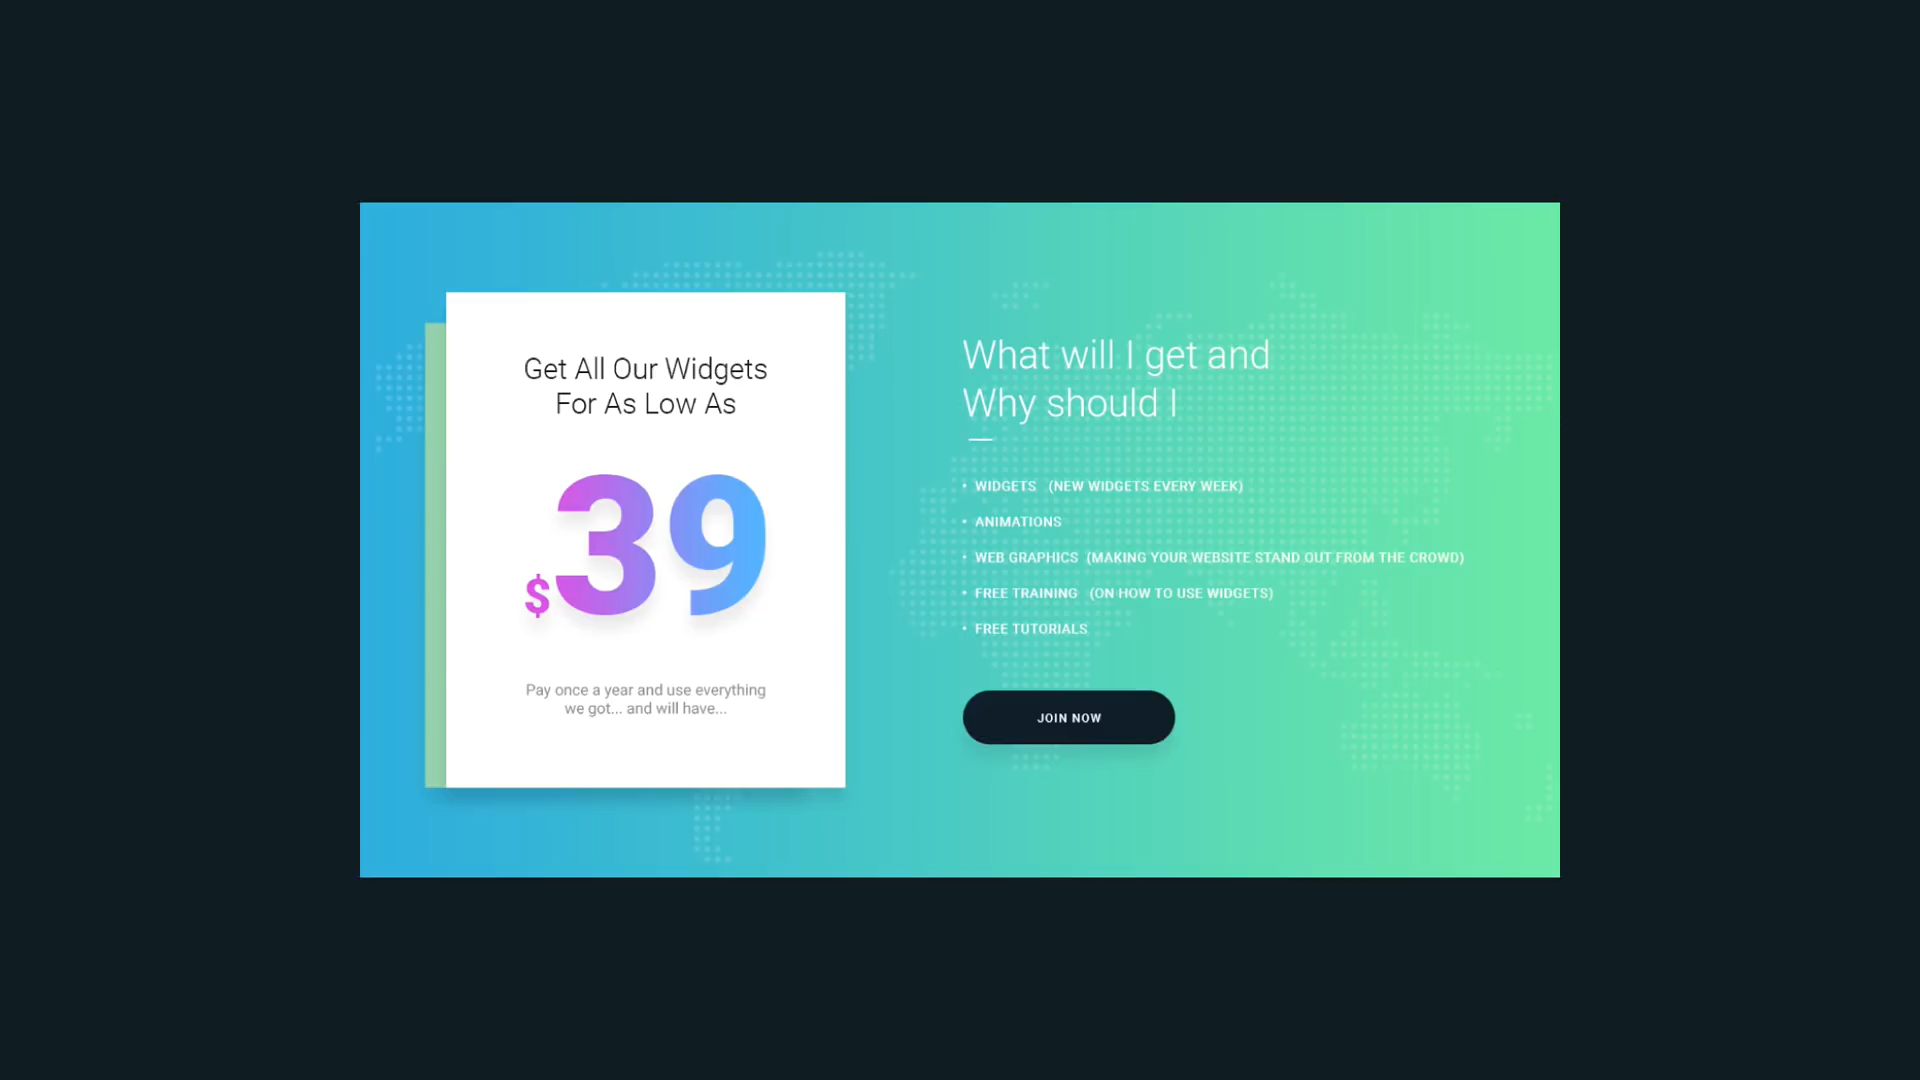 Get All Our Widgets
For As Low As
$39
Pay once a year and use everything
we got... and will have...
What will I get and
Why should I
• WIDGETS (NEW WIDGETS EVERY WEEK)
• ANIMATIONS
• WEB GRAPHICS (MAKING YOUR WEBSITE STAND OUT FROM THE CROWD)
• FREE TRAINING (ON HOW TO USE WIDGETS)
• FREE TUTORIALS
JOIN NOW